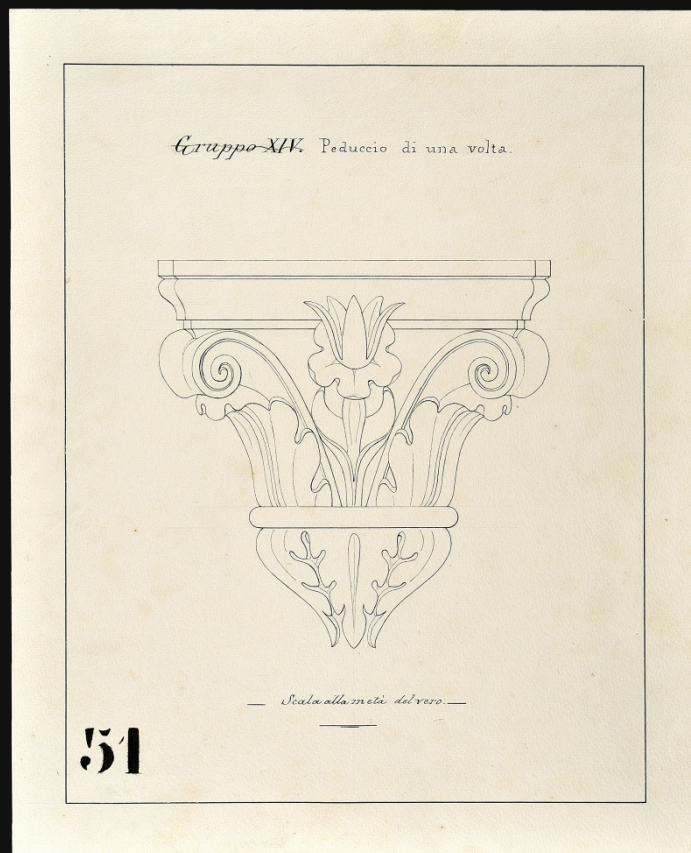 Gruppo XIV. Peduccio di una volta.
Scala alla metà del vero.
51